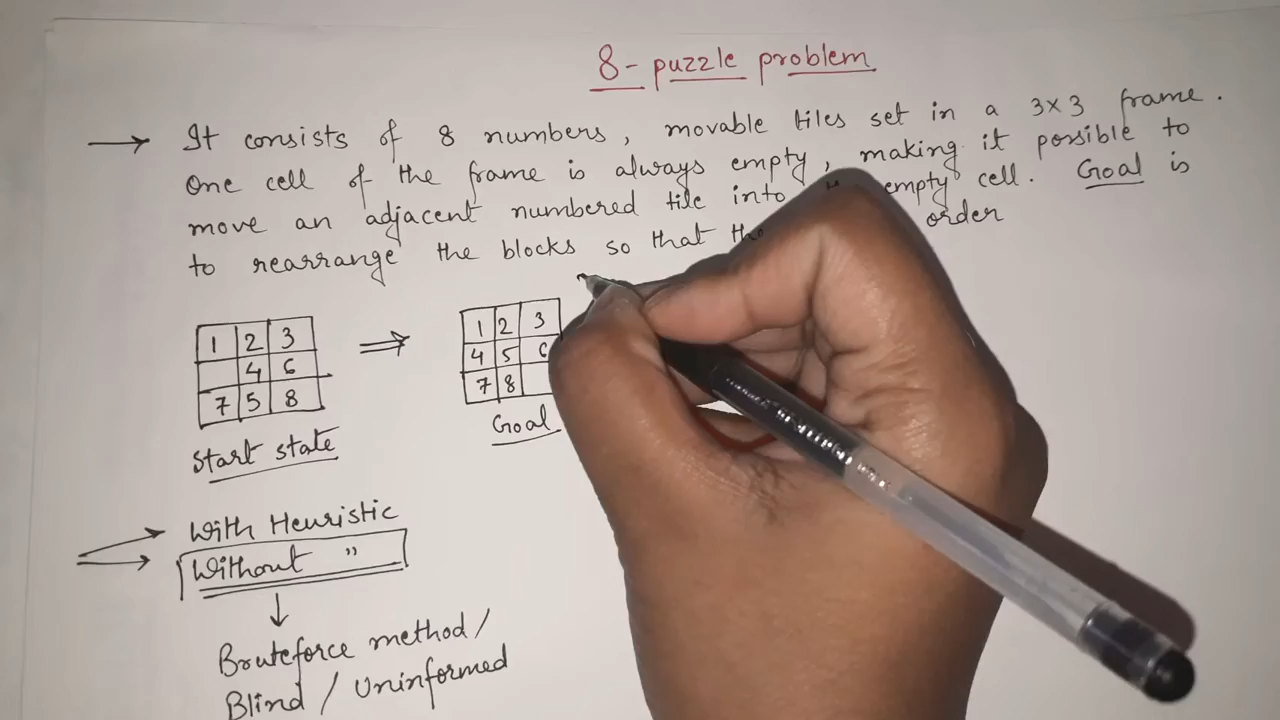 8- puzzle problem
→ It consists of 8 numbers, movable tiles set in a 3×3 frame.
One cell of the frame is always empty, making it possible to
move an adjacent numbered tile into empty cell. Goal is
to rearrange the blocks so that order
1 2 3
4 6
7 5 8
⇒
1 2 3
4 5 6
7 8
Start state
Goal
With Heuristic
Without "
Bruteforce method /
Blind / Uninformed